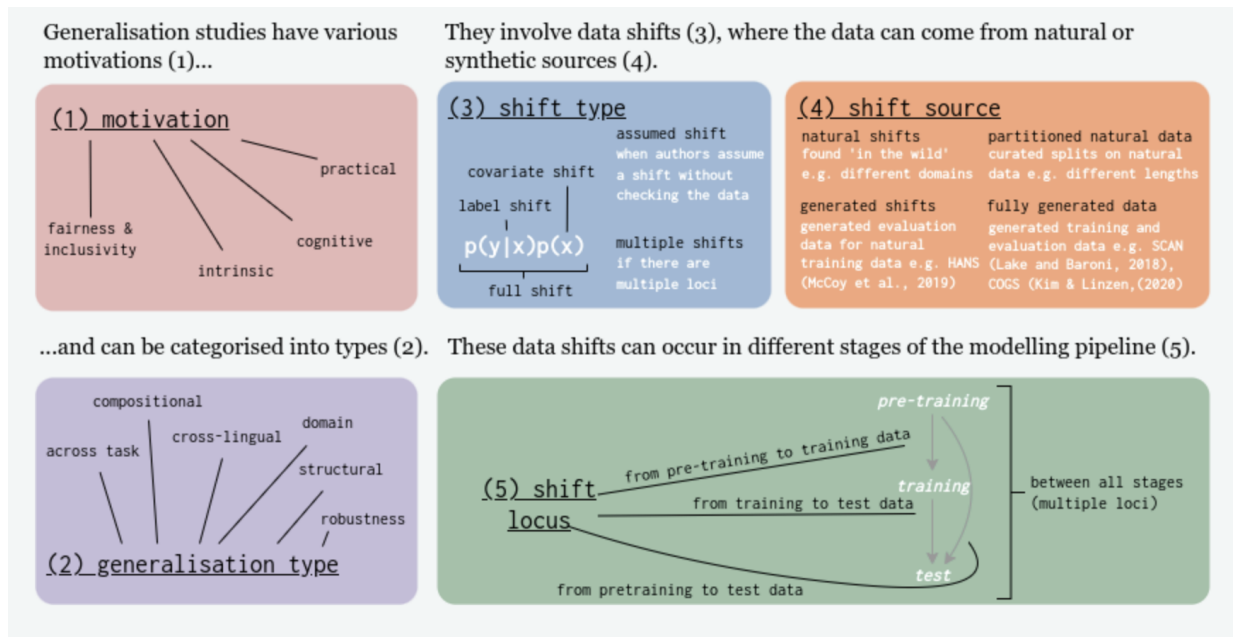 Generalisation studies have various
motivations (1)...
(1) motivation
practical
fairness &
inclusivity
cognitive
intrinsic
They involve data shifts (3), where the data can come from natural or
synthetic sources (4).
(3) shift type
assumed shift
when authors assume
a shift without
checking the data
covariate shift
label shift
p(y|x)p(x)
full shift
multiple shifts
if there are
multiple loci
(4) shift source
natural shifts
found 'in the wild'
e.g. different domains
partitioned natural data
curated splits on natural
data e.g. different lengths
generated shifts
generated evaluation
data for natural
training data e.g. HANS
(McCoy et al., 2019)
fully generated data
generated training and
evaluation data e.g. SCAN
(Lake and Baroni, 2018),
COGS (Kim & Linzen,(2020)
...and can be categorised into types (2).
compositional
domain
across task
cross-lingual
structural
robustness
(2) generalisation type
These data shifts can occur in different stages of the modelling pipeline (5).
pre-training
from pre-training to training data
(5) shift
locus
training
from training to test data
between all stages
(multiple loci)
test
from pretraining to test data